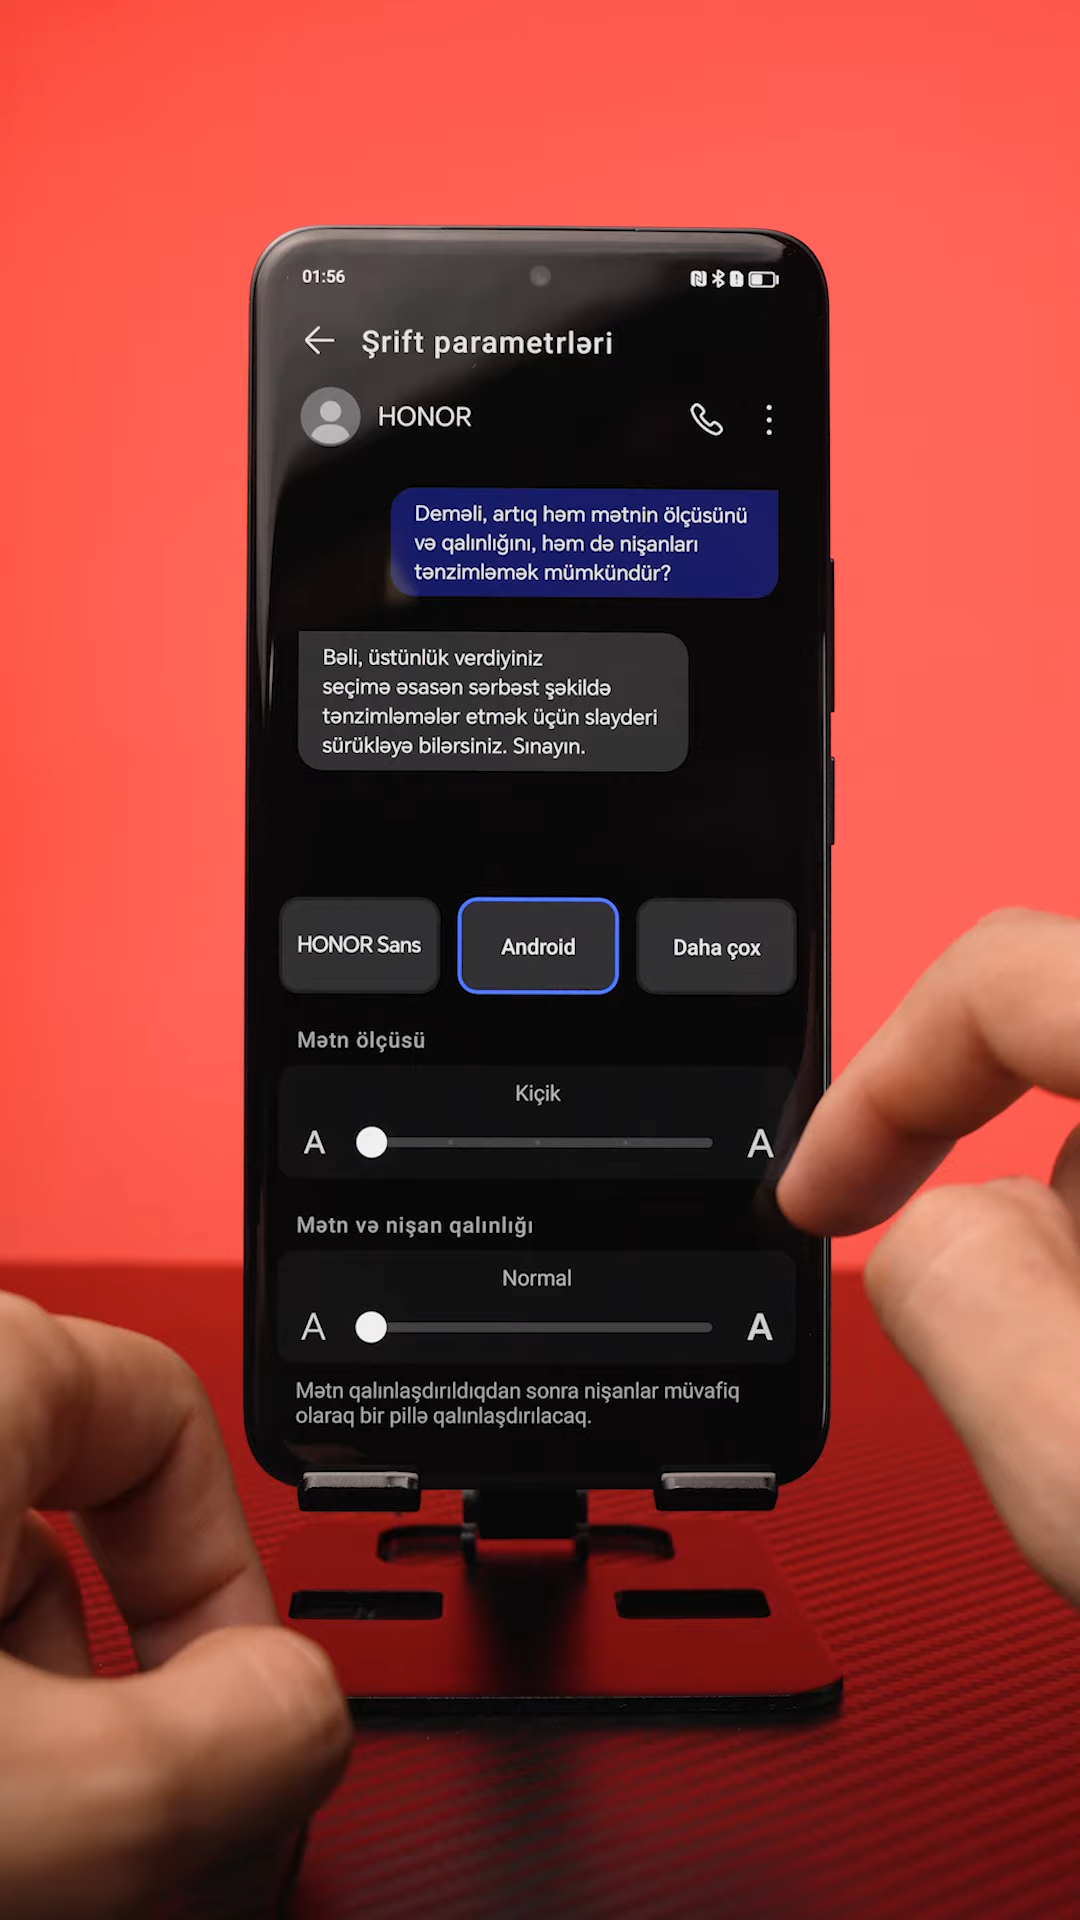 01:56
Şrift parametrləri
HONOR
Deməli, artıq həm mətnin ölçüsünü
və qalınlığını, həm də nişanları
tənzimləmək mümkündür?
Bəli, üstünlük verdiyiniz
seçimə əsasən sərbəst şəkildə
tənzimləmələr etmək üçün slayderi
sürükləyə bilərsiniz. Sınayın.
HONOR Sans
Android
Daha çox
Mətn ölçüsü
Kiçik
A A
Mətn və nişan qalınlığı
Normal
A A
Mətn qalınlaşdırıldıqdan sonra nişanlar müvafiq
olaraq bir pillə qalınlaşdırılacaq.